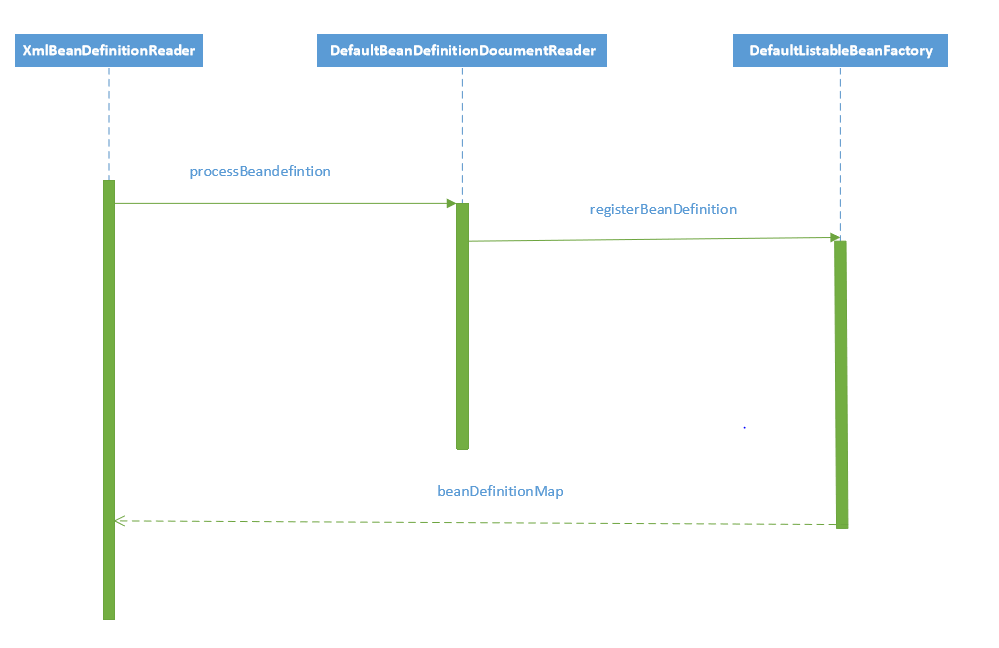 XmlBeanDefinitionReader
DefaultBeanDefinitionDocumentReader
DefaultListableBeanFactory
processBeandefintion
registerBeanDefinition
beanDefinitionMap